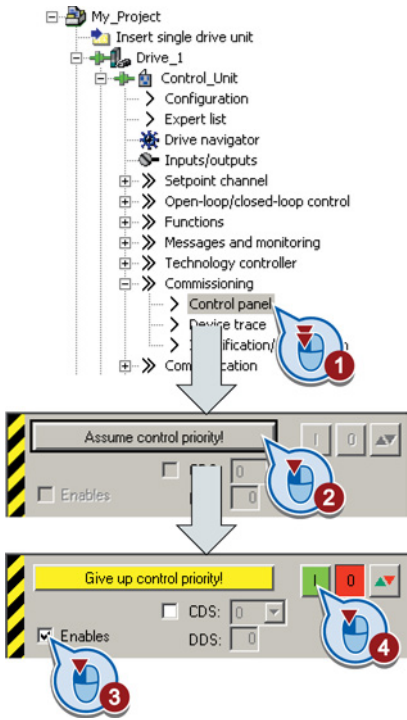 My_Project
Insert single drive unit
Drive_1
Control_Unit
Configuration
Expert list
Drive navigator
Inputs/outputs
Setpoint channel
Open-loop/closed-loop control
Functions
Messages and monitoring
Technology controller
Commissioning
Control panel
Device trace
1
Assume control priority!
I 0
0
Enables
0
2
Give up control priority!
I 0
CDS: 0
Enables
DDS: 0
3
4